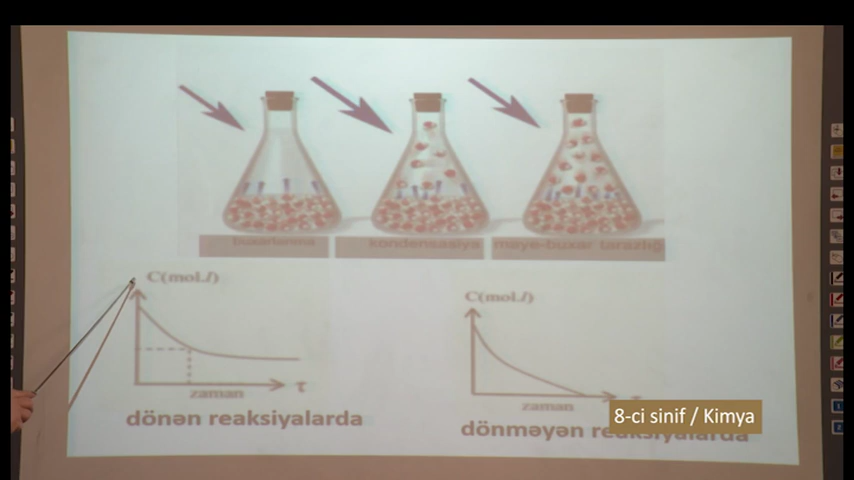 buxarlanma
kondensasiya
maye-buxar tarazlığı
C(mol./)
zaman
τ
dönən reaksiyalarda
C(mol./)
zaman
8-ci sinif / Kimya
dönməyən reaksiyalarda